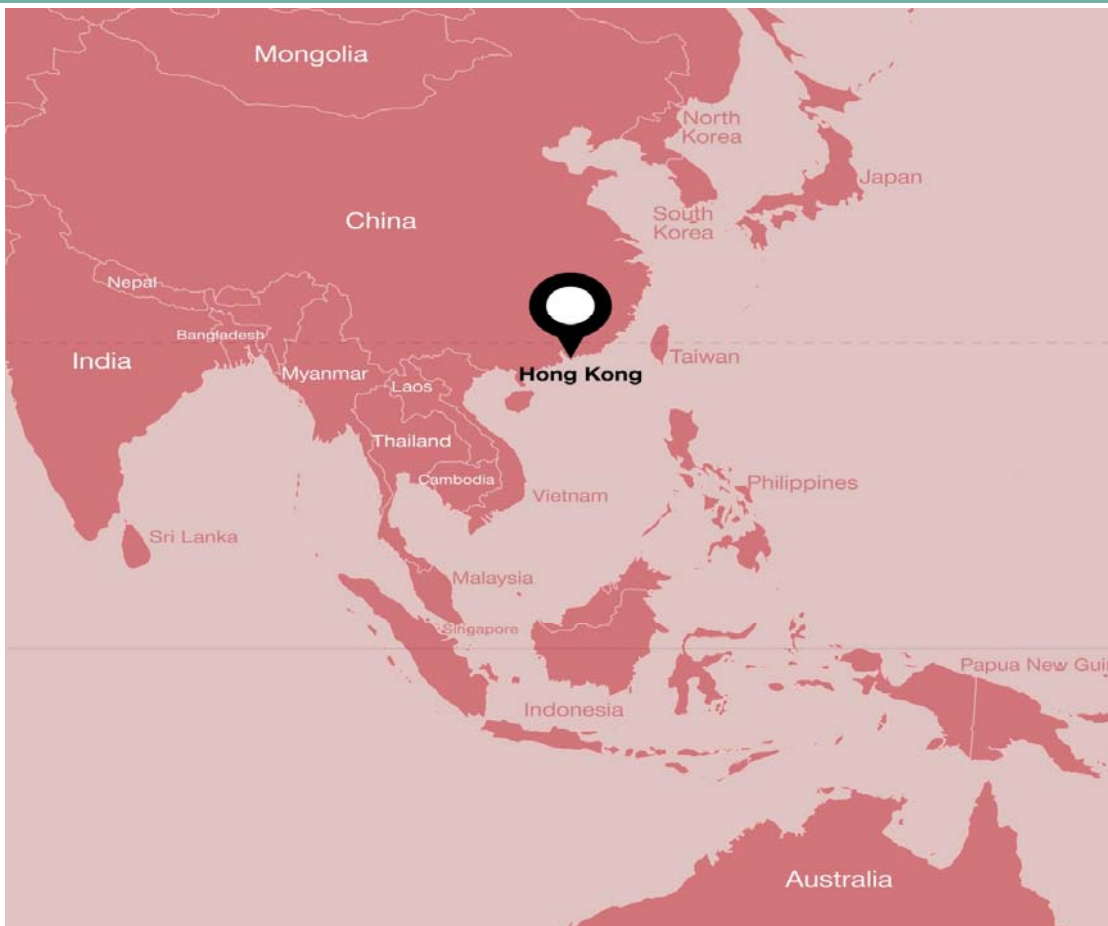 Mongolia
North
Korea
Japan
China
South
Korea
Nepal
Bangladesh
India
Taiwan
Myanmar
Hong Kong
Laos
Thailand
Cambodia
Philippines
Vietnam
Sri Lanka
Malaysia
Singapore
Papua New Gui
Indonesia
Australia